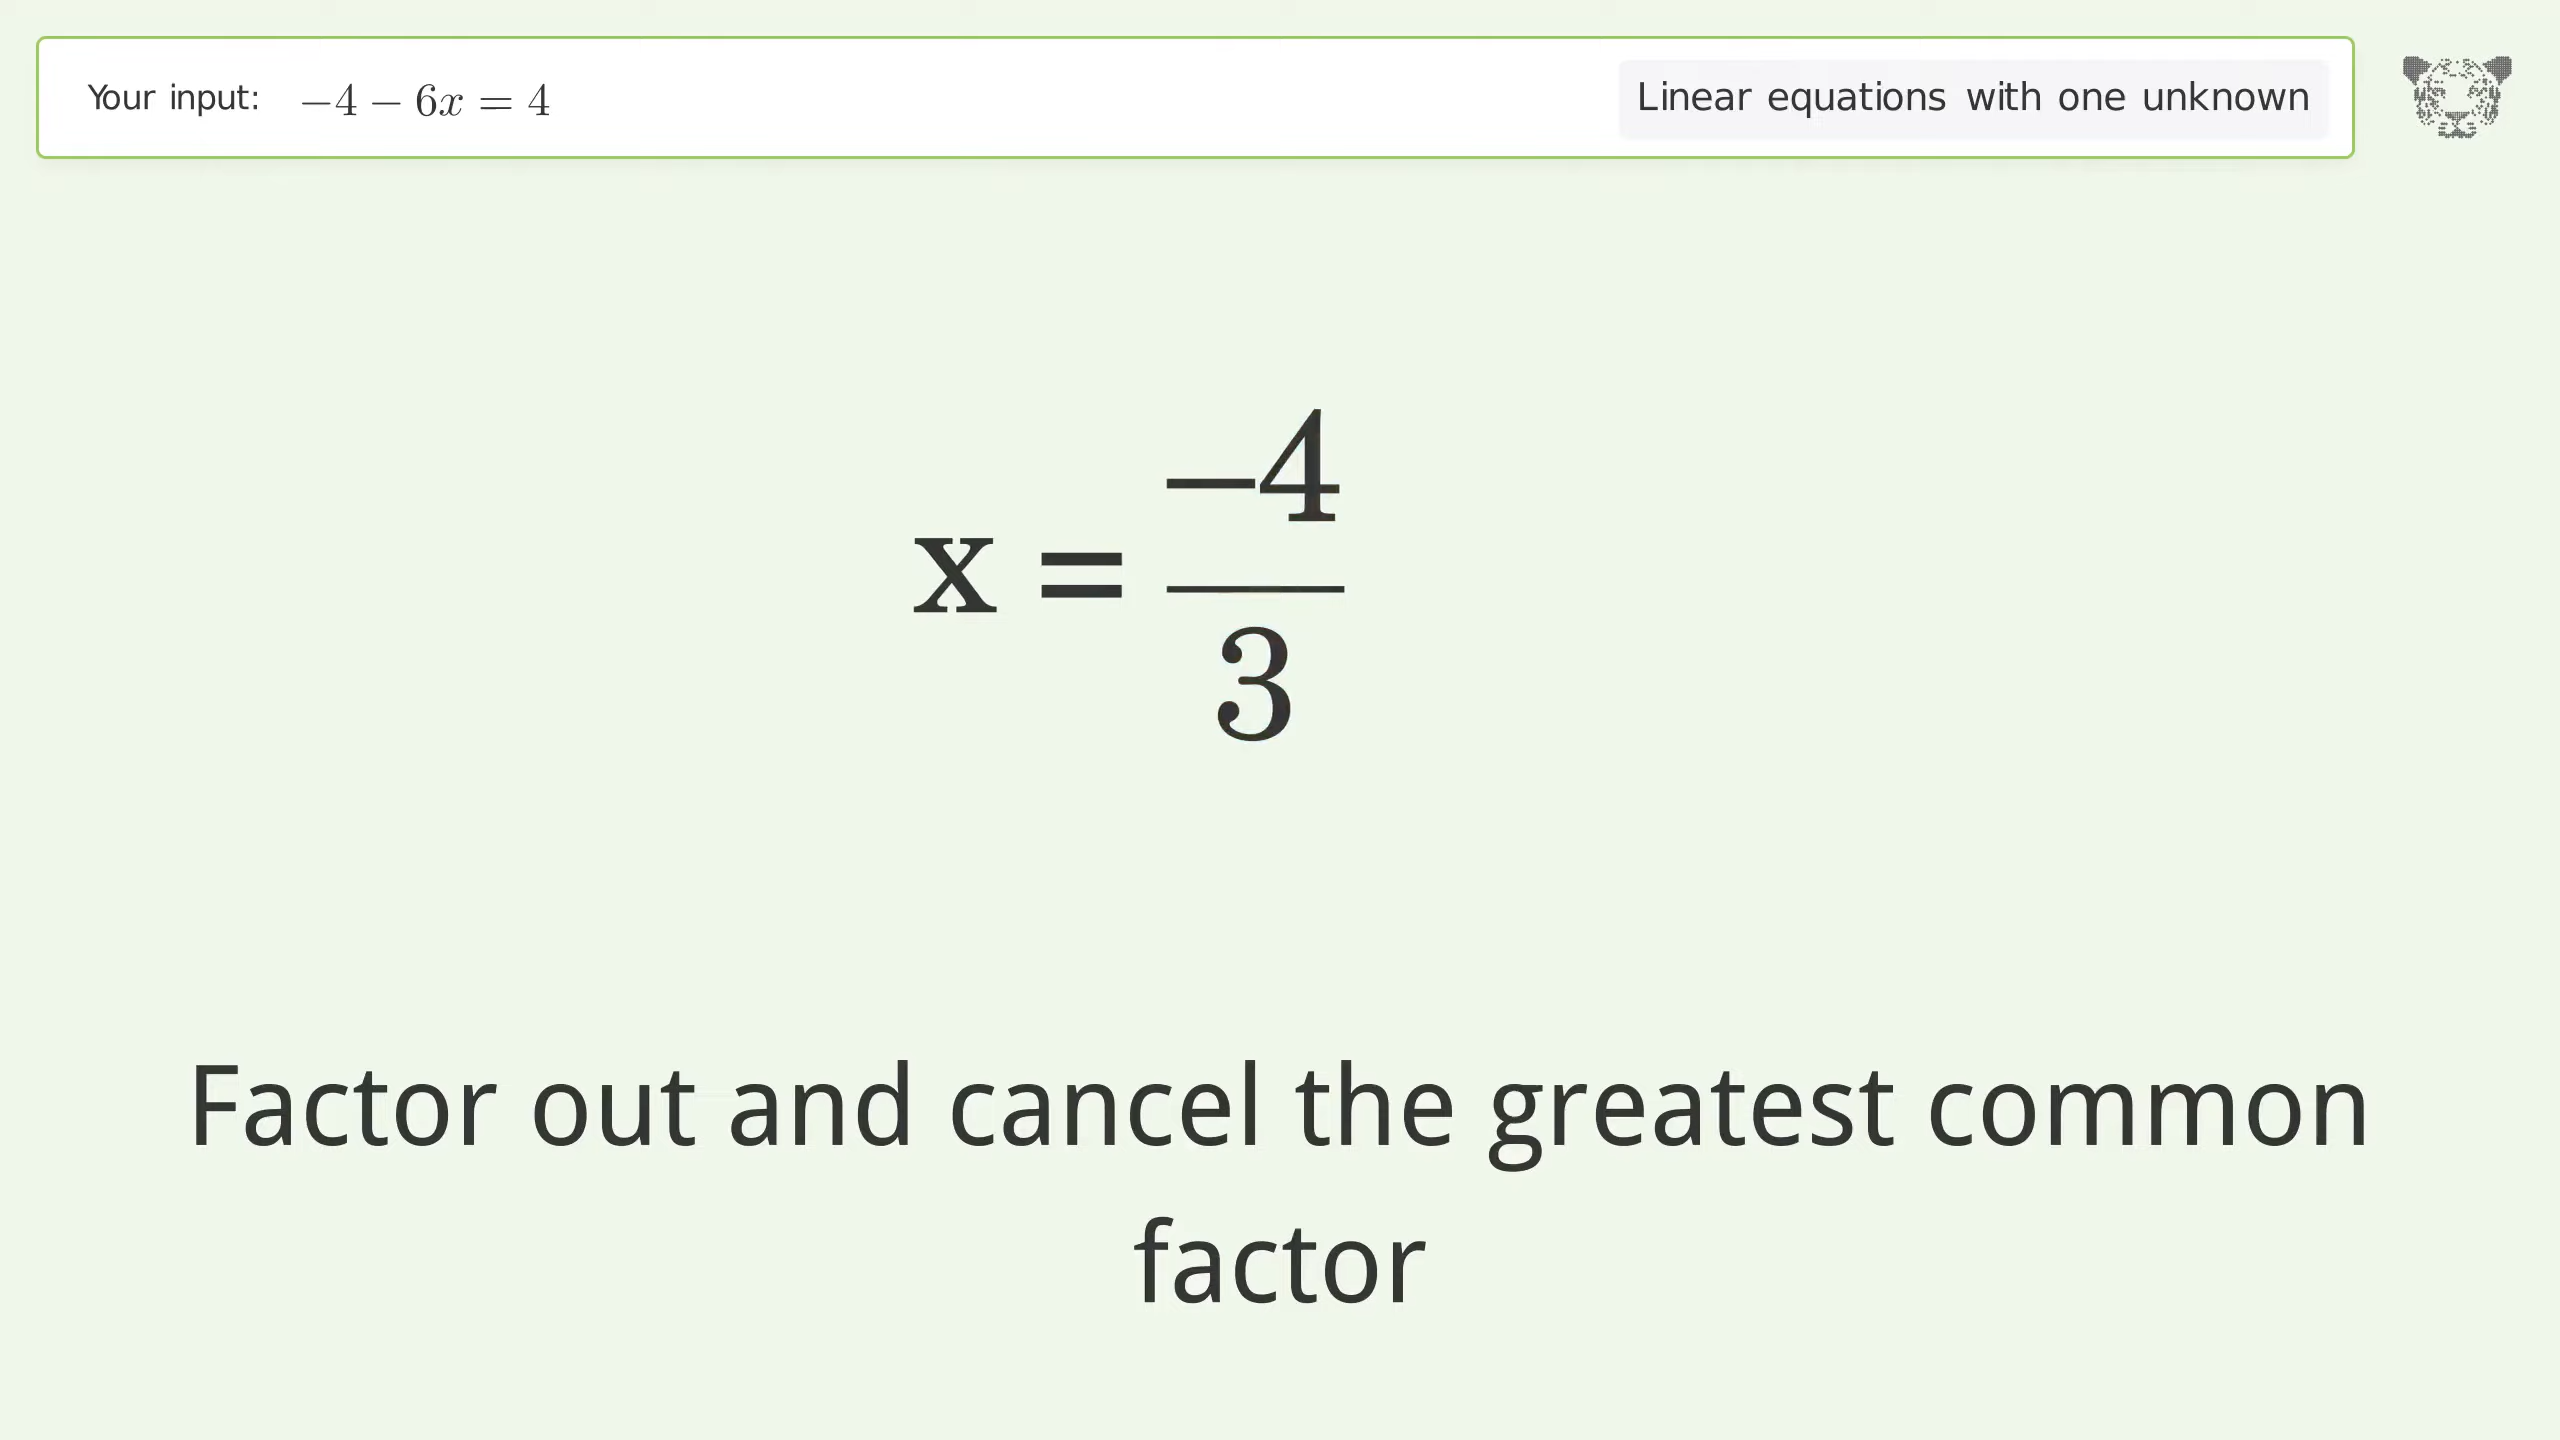 Your input: −4 − 6x = 4
Linear equations with one unknown
x = −4/3
Factor out and cancel the greatest common
factor